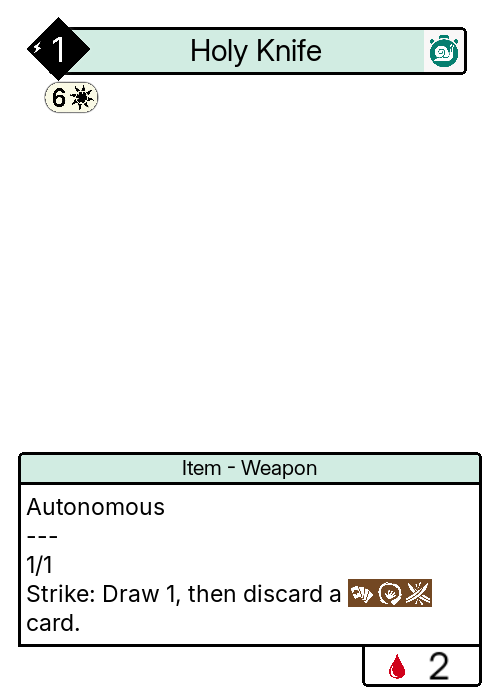 1
Holy Knife
6
Item - Weapon
Autonomous
---
1/1
Strike: Draw 1, then discard a
card.
2